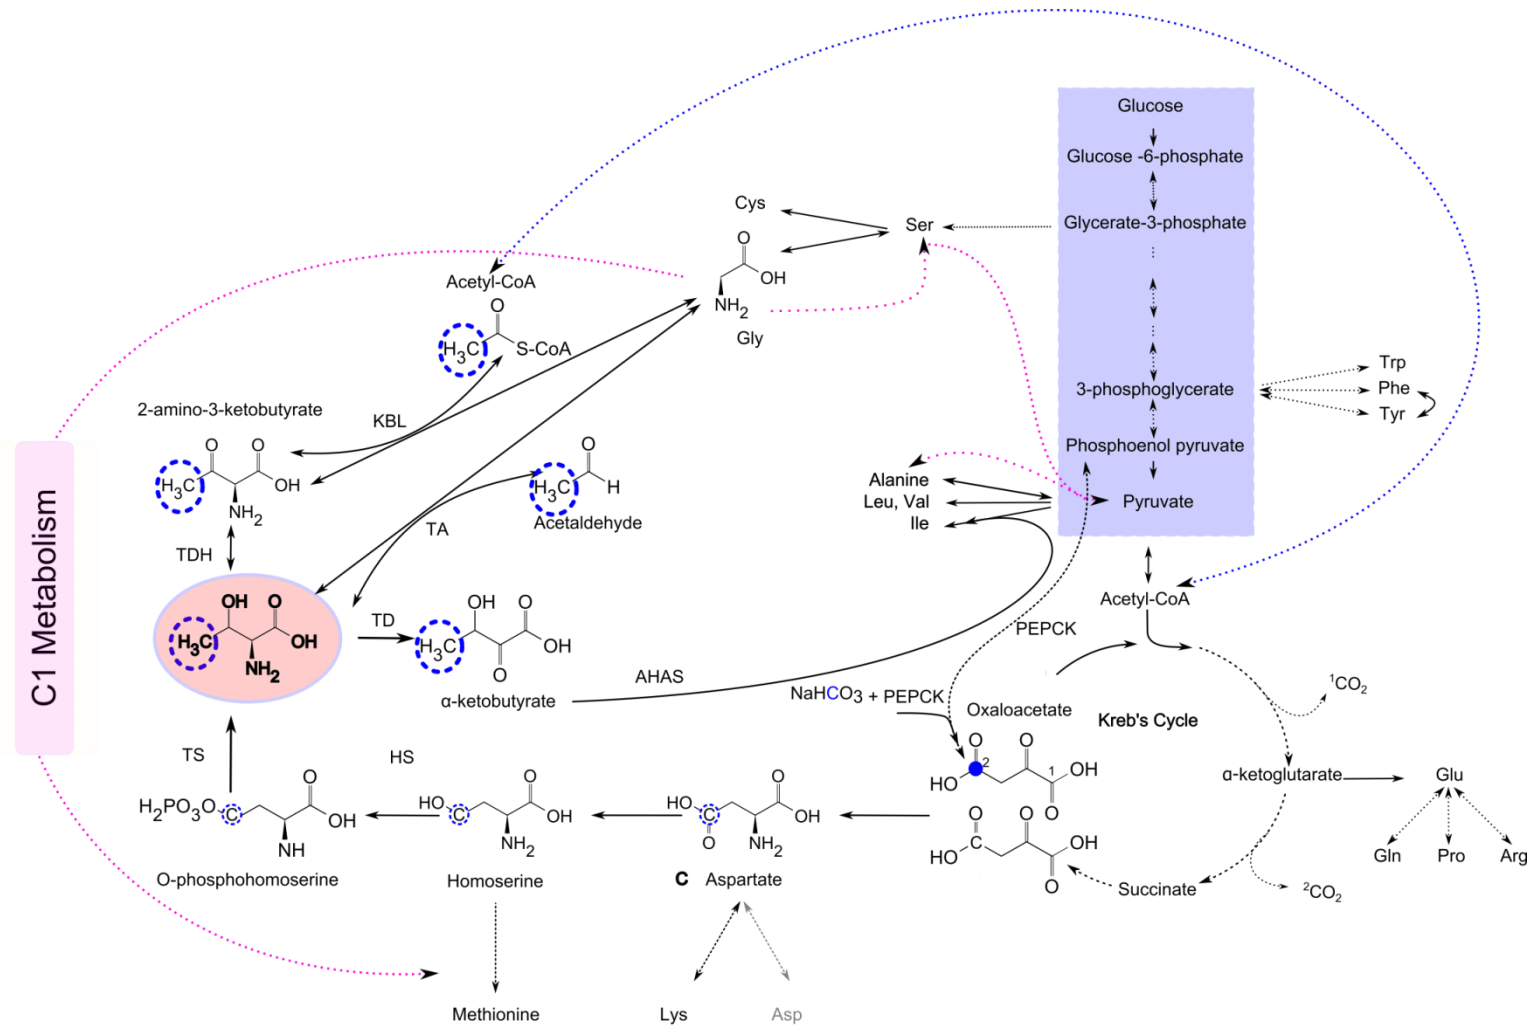 Glucose
Glucose -6-phosphate
Glycerate-3-phosphate
3-phosphoglycerate
Phosphoenol pyruvate
Pyruvate
Cys
Ser
O
OH
NH2
Gly
Acetyl-CoA
O
H3C
S-CoA
Trp
Phe
Tyr
2-amino-3-ketobutyrate
KBL
O
O
H3C
OH
NH2
O
H3C
H
Acetaldehyde
TA
TDH
Alanine
Leu, Val
Ile
C1 Metabolism
OH
O
H3C
OH
NH2
TD
OH
O
H3C
OH
O
α-ketobutyrate
AHAS
Acetyl-CoA
PEPCK
NaHCO3 + PEPCK
Oxaloacetate
Kreb's Cycle
1CO2
O
O
2
1
HO
OH
O
α-ketoglutarate
Glu
Gln
Pro
Arg
TS
HS
O
H2PO3O
C
OH
NH
O-phosphohomoserine
O
HO
C
OH
NH2
Homoserine
O
HO
C
OH
O
NH2
C Aspartate
O
O
HO
OH
O
Succinate
2CO2
Methionine
Lys
Asp